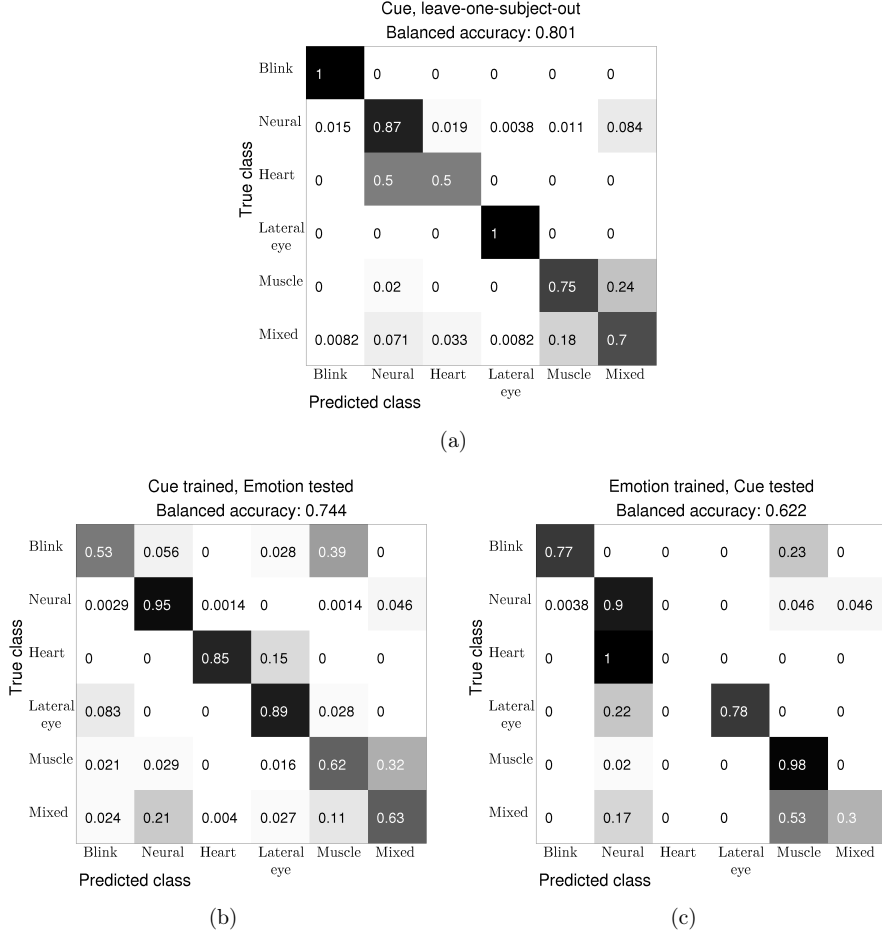 Cue, leave-one-subject-out
Balanced accuracy: 0.801
True class
Blink 1 0 0 0 0 0
Neural 0.015 0.87 0.019 0.0038 0.011 0.084
Heart 0 0.5 0.5 0 0 0
Lateral eye 0 0 0 1 0 0
Muscle 0 0.02 0 0 0.75 0.24
Mixed 0.0082 0.071 0.033 0.0082 0.18 0.7
Blink Neural Heart Lateral eye Muscle Mixed
Predicted class
(a)
Cue trained, Emotion tested
Balanced accuracy: 0.744
True class
Blink 0.53 0.056 0 0.028 0.39 0
Neural 0.0029 0.95 0.0014 0 0.0014 0.046
Heart 0 0 0.85 0.15 0 0
Lateral eye 0.083 0 0 0.89 0.028 0
Muscle 0.021 0.029 0 0.016 0.62 0.32
Mixed 0.024 0.21 0.004 0.027 0.11 0.63
Blink Neural Heart Lateral eye Muscle Mixed
Predicted class
(b)
Emotion trained, Cue tested
Balanced accuracy: 0.622
True class
Blink 0.77 0 0 0 0.23 0
Neural 0.0038 0.9 0 0 0.046 0.046
Heart 0 1 0 0 0 0
Lateral eye 0 0.22 0 0.78 0 0
Muscle 0 0.02 0 0 0.98 0
Mixed 0 0.17 0 0 0.53 0.3
Blink Neural Heart Lateral eye Muscle Mixed
Predicted class
(c)